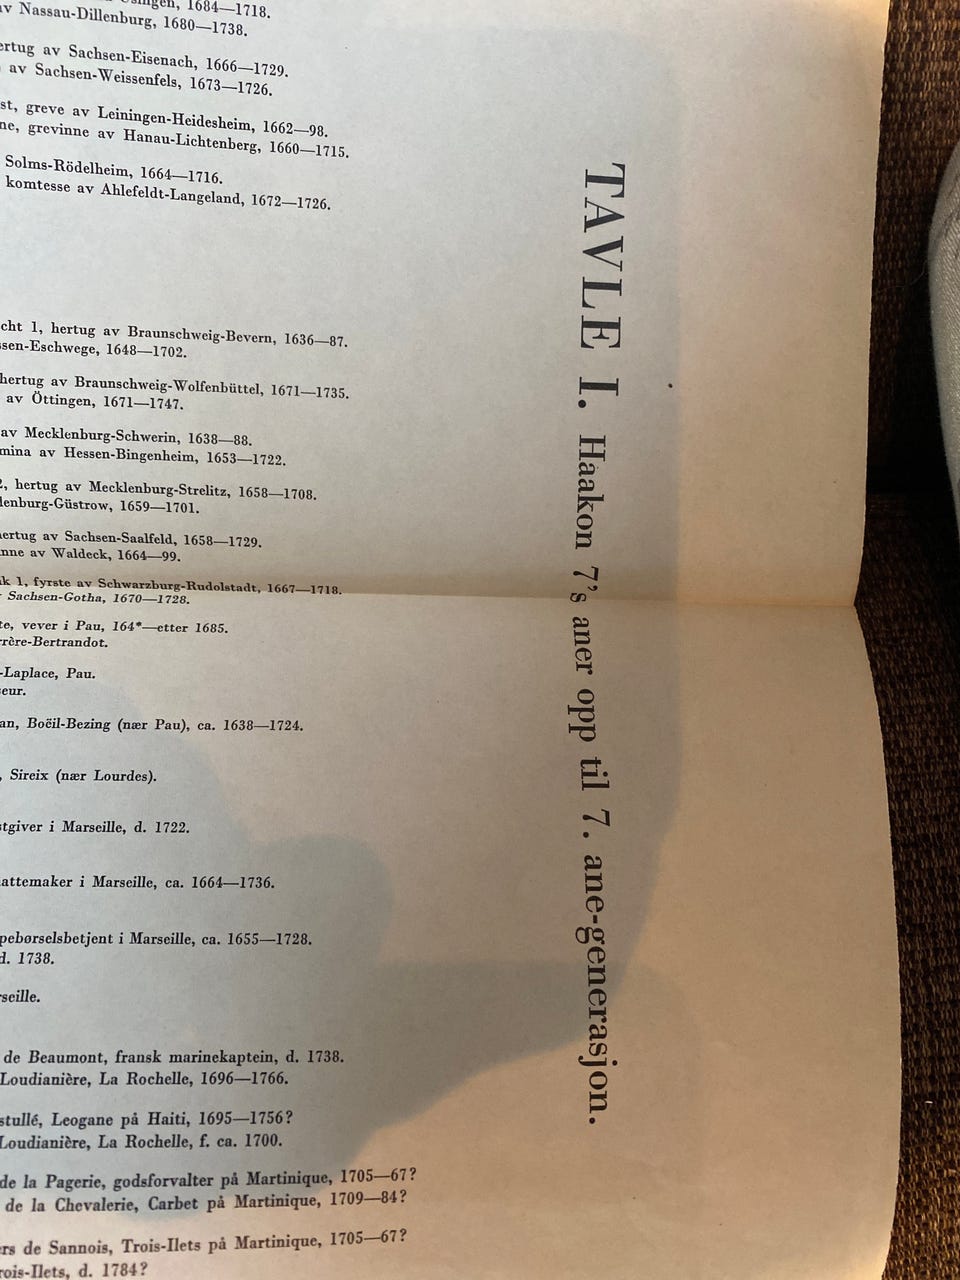 1684—1718.
av Nassau-Dillenburg, 1680—1738.
av Sachsen-Eisenach, 1666—1729.
av Sachsen-Weissenfels, 1673—1726.
greve av Leiningen-Heidesheim, 1662—98.
grevinne av Hanau-Lichtenberg, 1660—1715.
Solms-Rödelheim, 1664—1716.
komtesse av Ahlefeldt-Langeland, 1672—1726.
cht 1, hertug av Braunschweig-Bevern, 1636—87.
sen-Eschwege, 1648—1702.
hertug av Braunschweig-Wolfenbüttel, 1671—1735.
av Öttingen, 1671—1747.
av Mecklenburg-Schwerin, 1638—88.
mina av Hessen-Bingenheim, 1653—1722.
2, hertug av Mecklenburg-Strelitz, 1658—1708.
lenburg-Güstrow, 1659—1701.
ertug av Sachsen-Saalfeld, 1658—1729.
nne av Waldeck, 1664—99.
k 1, fyrste av Schwarzburg-Rudolstadt, 1667—1718.
Sachsen-Gotha, 1670—1728.
te, vever i Pau, 164*—etter 1685.
rère-Bertrandot.
-Laplace, Pau.
eur.
an, Boëil-Bezing (nær Pau), ca. 1638—1724.
, Sireix (nær Lourdes).
tgiver i Marseille, d. 1722.
attemaker i Marseille, ca. 1664—1736.
pebørselsbetjent i Marseille, ca. 1655—1728.
d. 1738.
seille.
de Beaumont, fransk marinekaptein, d. 1738.
Loudianière, La Rochelle, 1696—1766.
stullé, Leogane på Haiti, 1695—1756?
Loudianière, La Rochelle, f. ca. 1700.
de la Pagerie, godsforvalter på Martinique, 1705—67?
de la Chevalerie, Carbet på Martinique, 1709—84?
rs de Sannois, Trois-Ilets på Martinique, 1705—67?
rois-Ilets, d. 1784?
TAVLE I. Haakon 7's aner opp til 7. ane-generasjon.